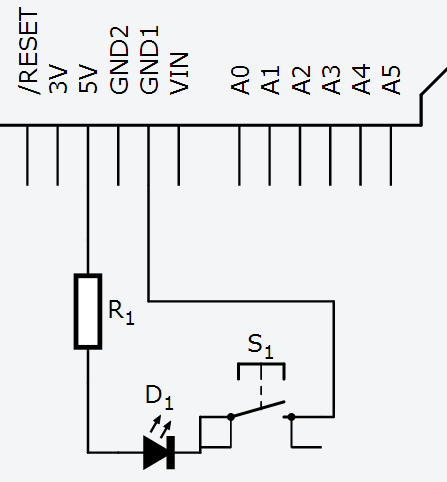 /RESET
3V
5V
GND2
GND1
VIN
A0
A1
A2
A3
A4
A5
R1
S1
D1